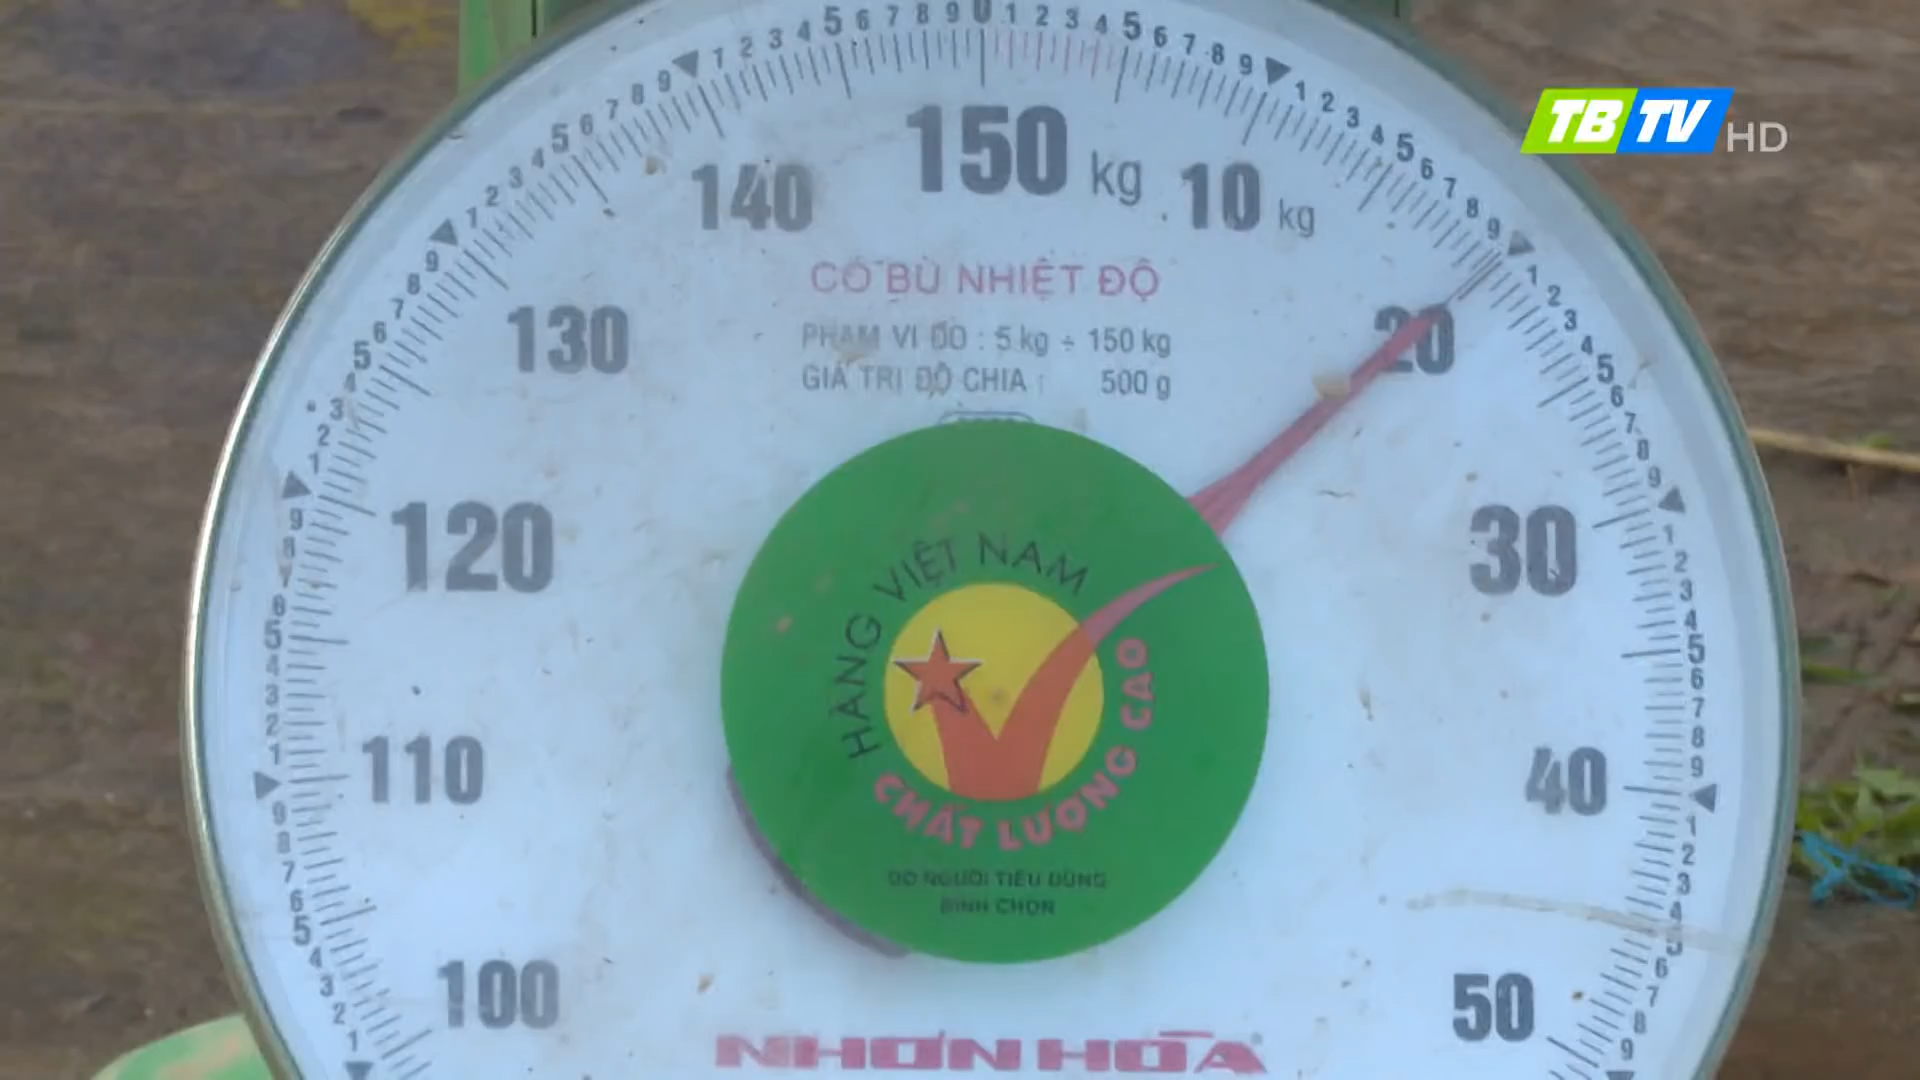 TBTV HD
150 kg
140
10 kg
130
20
120
30
110
40
100
50
CÓ BÙ NHIỆT ĐỘ
PHẠM VI ĐO : 5 kg ÷ 150 kg
GIÁ TRỊ ĐỘ CHIA : 500 g
HÀNG VIỆT NAM
CHẤT LƯỢNG CAO
DO NGƯỜI TIÊU DÙNG
BÌNH CHỌN
NHƠN HÒA